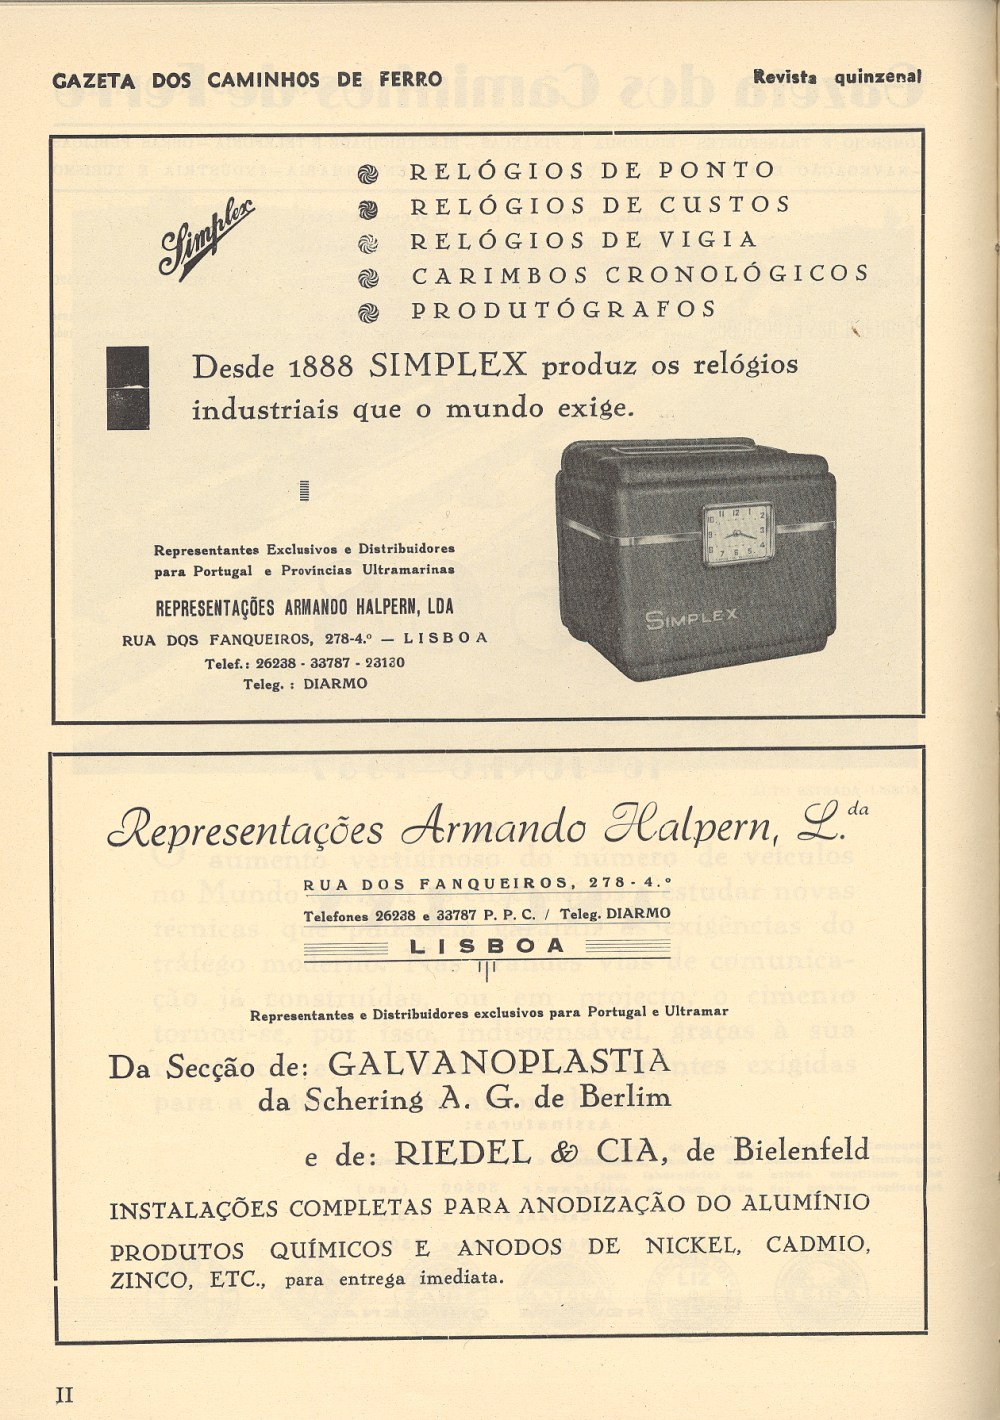 GAZETA DOS CAMINHOS DE FERRO
Revista quinzenal
Simplex
RELÓGIOS DE PONTO
RELÓGIOS DE CUSTOS
RELÓGIOS DE VIGIA
CARIMBOS CRONOLÓGICOS
PRODUTÓGRAFOS
Desde 1888 SIMPLEX produz os relógios
industriais que o mundo exige.
Representantes Exclusivos e Distribuidores
para Portugal e Províncias Ultramarinas
REPRESENTAÇÕES ARMANDO HALPERN, LDA
RUA DOS FANQUEIROS, 278-4.º — LISBOA
Telef.: 26238 - 33787 - 23130
Teleg. : DIARMO
SIMPLEX
Representações Armando Halpern, L.da
RUA DOS FANQUEIROS, 278-4.º
Telefones 26238 e 33787 P. P. C. / Teleg. DIARMO
LISBOA
Representantes e Distribuidores exclusivos para Portugal e Ultramar
Da Secção de: GALVANOPLASTIA
da Schering A. G. de Berlim
e de: RIEDEL & CIA, de Bielenfeld
INSTALAÇÕES COMPLETAS PARA ANODIZAÇÃO DO ALUMÍNIO
PRODUTOS QUÍMICOS E ANODOS DE NICKEL, CADMIO,
ZINCO, ETC., para entrega imediata.
II